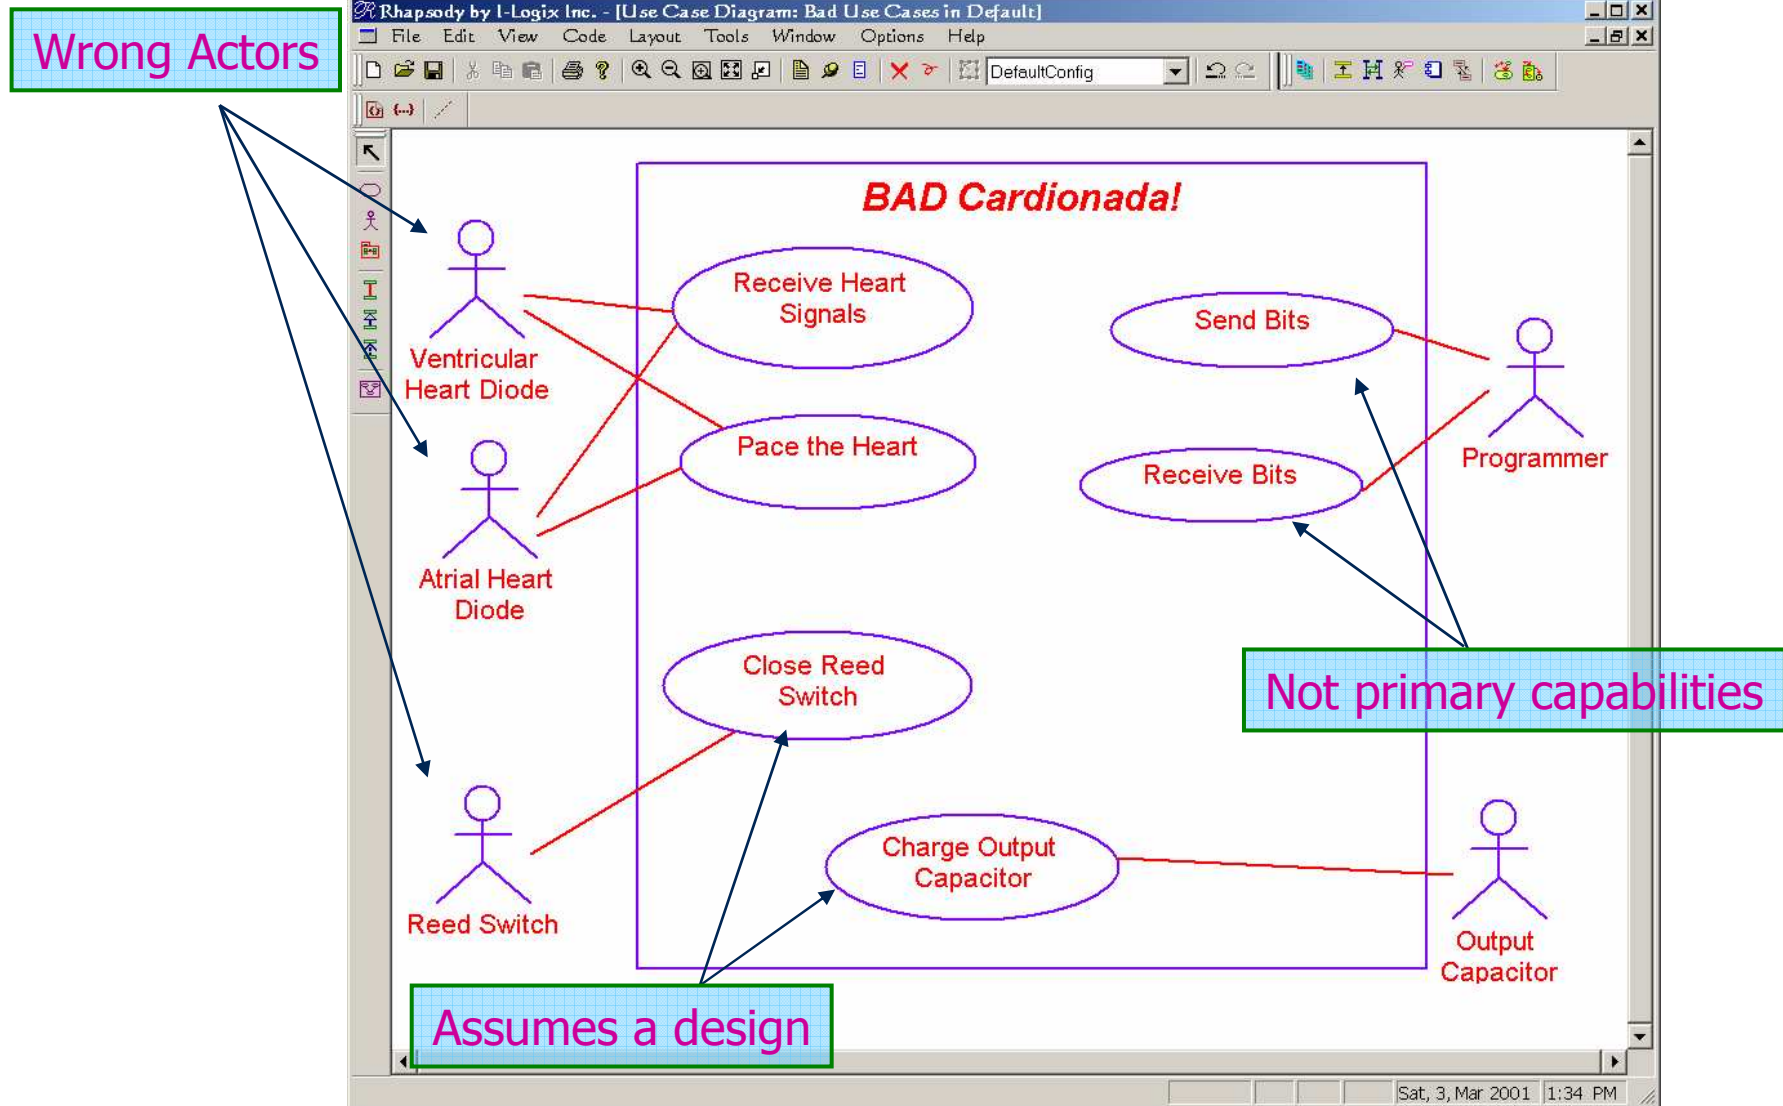 Rhapsody by I-Logix Inc. - [Use Case Diagram: Bad Use Cases in Default]
Wrong Actors
File Edit View Code Layout Tools Window Options Help
DefaultConfig
BAD Cardionada!
Receive Heart
Signals
Send Bits
Ventricular
Heart Diode
Pace the Heart
Programmer
Receive Bits
Atrial Heart
Diode
Close Reed
Switch
Not primary capabilities
Charge Output
Capacitor
Reed Switch
Output
Capacitor
Assumes a design
Sat, 3, Mar 2001 1:34 PM